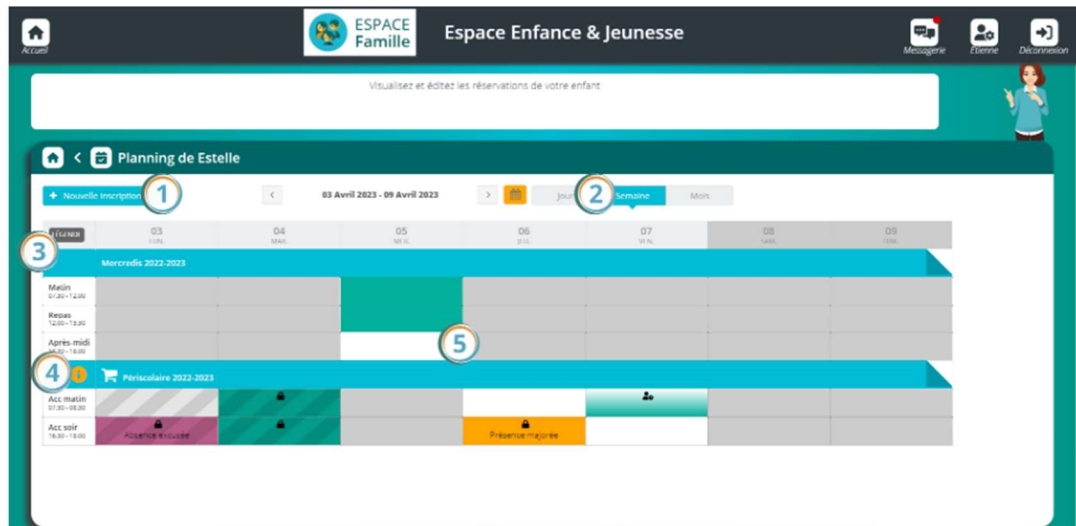 ESPACE
Famille
Espace Enfance & Jeunesse
Accueil
Messagerie
Etienne
Déconnexion
Visualisez et éditez les réservations de votre enfant
< Planning de Estelle
+ Nouvelle inscription
1
< 03 Avril 2023 - 09 Avril 2023 >
Jour
2
Semaine
Mois
LÉGENDE
03
LUN.
04
MAR.
05
MER.
06
JEU.
07
VEN.
08
SAM.
09
DIM.
3
Mercredis 2022-2023
Matin
07:30 - 12:00
Repas
12:00 - 13:30
Après-midi
18:00
5
4
i
Périscolaire 2022-2023
Acc matin
07:30 - 08:30
Acc soir
16:30 - 18:00
Absence excusée
Présence majorée